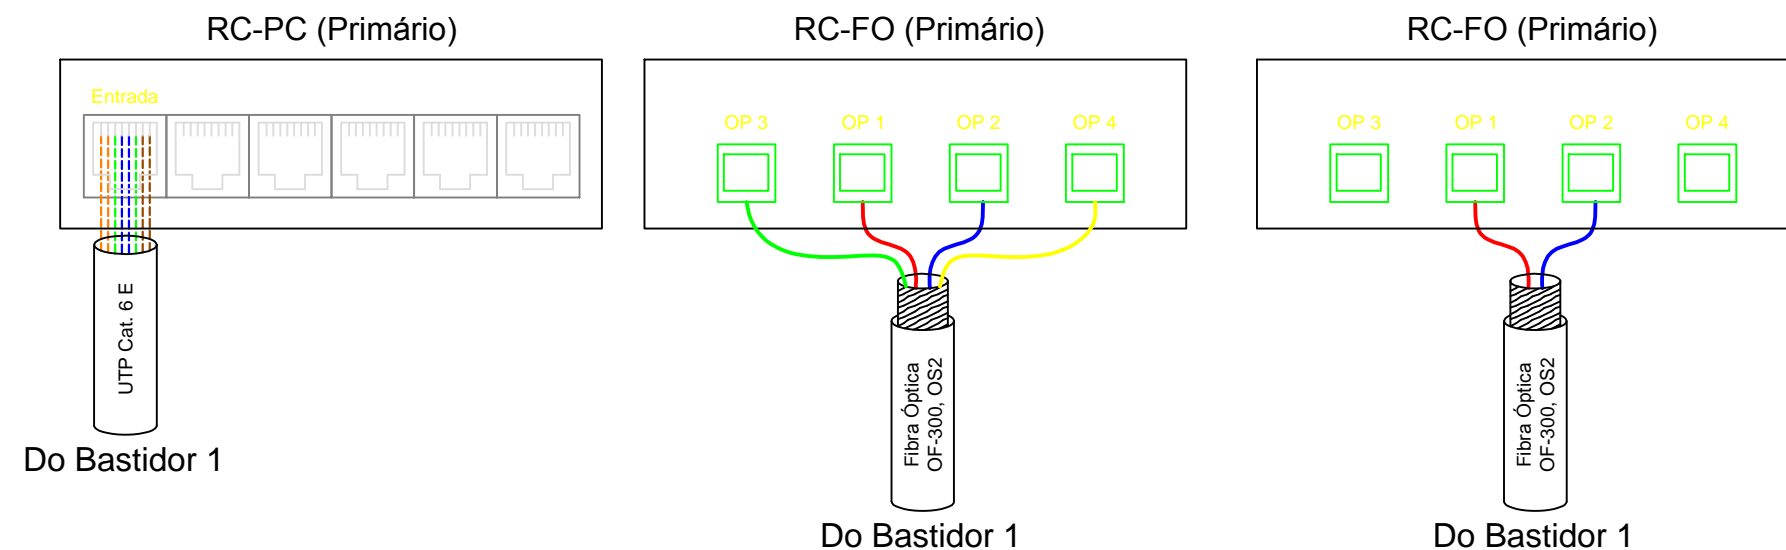 RC-PC (Primário)
Entrada
UTP Cat. 6 E
Do Bastidor 1
RC-FO (Primário)
OP 3
OP 1
OP 2
OP 4
Fibra Óptica
OF-300, OS2
Do Bastidor 1
RC-FO (Primário)
OP 3
OP 1
OP 2
OP 4
Fibra Óptica
OF-300, OS2
Do Bastidor 1